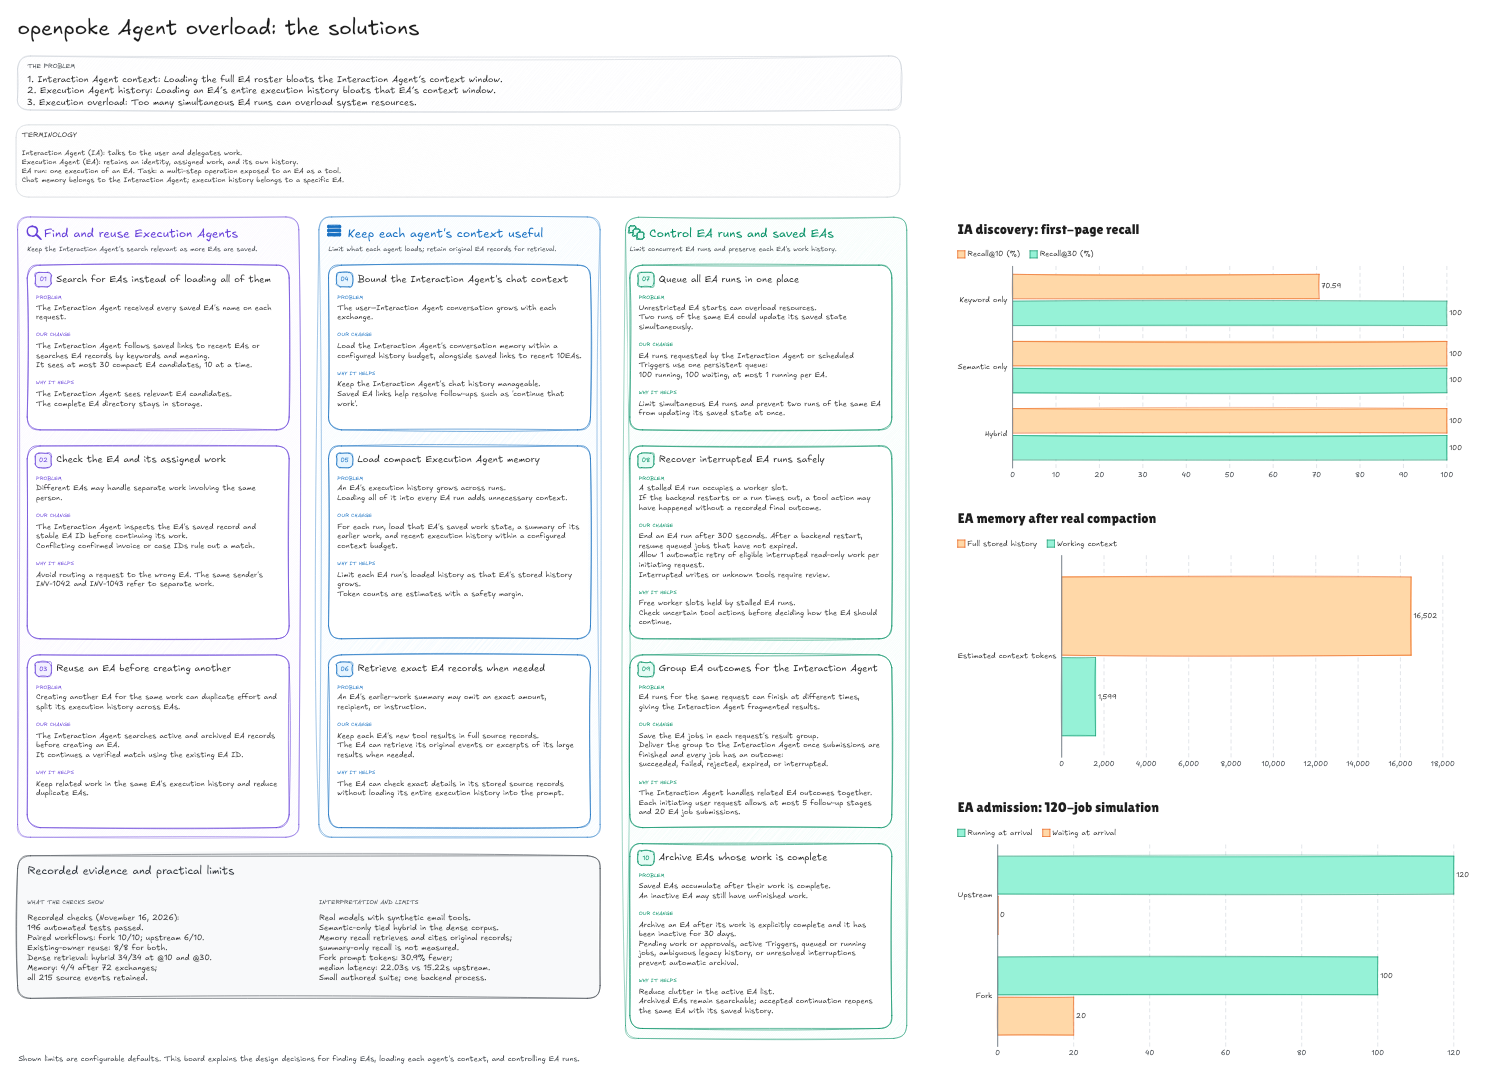 openpoke Agent overload: the solutions
THE PROBLEM
1. Interaction Agent context: Loading the full EA roster bloats the Interaction Agent's context window.
2. Execution Agent history: Loading an EA's entire execution history bloats that EA's context window.
3. Execution overload: Too many simultaneous EA runs can overload system resources.
TERMINOLOGY
Interaction Agent (IA): talks to the user and delegates work.
Execution Agent (EA): retains an identity, assigned work, and its own history.
EA run: one execution of an EA. Task: a multi-step operation exposed to an EA as a tool.
Chat memory belongs to the Interaction Agent; execution history belongs to a specific EA.
Find and reuse Execution Agents
Keep the Interaction Agent's search relevant as more EAs are saved.
01 Search for EAs instead of loading all of them
PROBLEM
The Interaction Agent received every saved EA's name on each
request.
OUR CHANGE
The Interaction Agent follows saved links to recent EAs or
searches EA records by keywords and meaning.
It sees at most 30 compact EA candidates, 10 at a time.
WHY IT HELPS
The Interaction Agent sees relevant EA candidates.
The complete EA directory stays in storage.
02 Check the EA and its assigned work
PROBLEM
Different EAs may handle separate work involving the same
person.
OUR CHANGE
The Interaction Agent inspects the EA's saved record and
stable EA ID before continuing its work.
Conflicting confirmed invoice or case IDs rule out a match.
WHY IT HELPS
Avoid routing a request to the wrong EA. The same sender's
INV-1042 and INV-1043 refer to separate work.
03 Reuse an EA before creating another
PROBLEM
Creating another EA for the same work can duplicate effort and
split its execution history across EAs.
OUR CHANGE
The Interaction Agent searches active and archived EA records
before creating an EA.
It continues a verified match using the existing EA ID.
WHY IT HELPS
Keep related work in the same EA's execution history and reduce
duplicate EAs.
Keep each agent's context useful
Limit what each agent loads; retain original EA records for retrieval.
04 Bound the Interaction Agent's chat context
PROBLEM
The user–Interaction Agent conversation grows with each
exchange.
OUR CHANGE
Load the Interaction Agent's conversation memory within a
configured history budget, alongside saved links to recent 10EAs.
WHY IT HELPS
Keep the Interaction Agent's chat history manageable.
Saved EA links help resolve follow-ups such as 'continue that
work'.
05 Load compact Execution Agent memory
PROBLEM
An EA's execution history grows across runs.
Loading all of it into every EA run adds unnecessary context.
OUR CHANGE
For each run, load that EA's saved work state, a summary of its
earlier work, and recent execution history within a configured
context budget.
WHY IT HELPS
Limit each EA run's loaded history as that EA's stored history
grows.
Token counts are estimates with a safety margin.
06 Retrieve exact EA records when needed
PROBLEM
An EA's earlier-work summary may omit an exact amount,
recipient, or instruction.
OUR CHANGE
Keep each EA's new tool results in full source records.
The EA can retrieve its original events or excerpts of its large
results when needed.
WHY IT HELPS
The EA can check exact details in its stored source records
without loading its entire execution history into the prompt.
Control EA runs and saved EAs
Limit concurrent EA runs and preserve each EA's work history.
07 Queue all EA runs in one place
PROBLEM
Unrestricted EA starts can overload resources.
Two runs of the same EA could update its saved state
simultaneously.
OUR CHANGE
EA runs requested by the Interaction Agent or scheduled
Triggers use one persistent queue:
100 running, 100 waiting, at most 1 running per EA.
WHY IT HELPS
Limit simultaneous EA runs and prevent two runs of the same EA
from updating its saved state at once.
08 Recover interrupted EA runs safely
PROBLEM
A stalled EA run occupies a worker slot.
If the backend restarts or a run times out, a tool action may
have happened without a recorded final outcome.
OUR CHANGE
End an EA run after 300 seconds. After a backend restart,
resume queued jobs that have not expired.
Allow 1 automatic retry of eligible interrupted read-only work per
initiating request.
Interrupted writes or unknown tools require review.
WHY IT HELPS
Free worker slots held by stalled EA runs.
Check uncertain tool actions before deciding how the EA should
continue.
09 Group EA outcomes for the Interaction Agent
PROBLEM
EA runs for the same request can finish at different times,
giving the Interaction Agent fragmented results.
OUR CHANGE
Save the EA jobs in each request's result group.
Deliver the group to the Interaction Agent once submissions are
finished and every job has an outcome:
succeeded, failed, rejected, expired, or interrupted.
WHY IT HELPS
The Interaction Agent handles related EA outcomes together.
Each initiating user request allows at most 5 follow-up stages
and 20 EA job submissions.
10 Archive EAs whose work is complete
PROBLEM
Saved EAs accumulate after their work is complete.
An inactive EA may still have unfinished work.
OUR CHANGE
Archive an EA after its work is explicitly complete and it has
been inactive for 30 days.
Pending work or approvals, active Triggers, queued or running
jobs, ambiguous legacy history, or unresolved interruptions
prevent automatic archival.
WHY IT HELPS
Reduce clutter in the active EA list.
Archived EAs remain searchable; accepted continuation reopens
the same EA with its saved history.
Recorded evidence and practical limits
WHAT THE CHECKS SHOW
Recorded checks (November 16, 2026):
196 automated tests passed.
Paired workflows: fork 10/10; upstream 6/10.
Existing-owner reuse: 8/8 for both.
Dense retrieval: hybrid 34/34 at @10 and @30.
Memory: 4/4 after 72 exchanges;
all 215 source events retained.
INTERPRETATION AND LIMITS
Real models with synthetic email tools.
Semantic-only tied hybrid in the dense corpus.
Memory recall retrieves and cites original records;
summary-only recall is not measured.
Fork prompt tokens: 30.9% fewer;
median latency: 22.03s vs 15.22s upstream.
Small authored suite; one backend process.
Shown limits are configurable defaults. This board explains the design decisions for finding EAs, loading each agent's context, and controlling EA runs.
IA discovery: first-page recall
Recall@10 (%) Recall@30 (%)
Keyword only
70.59
100
Semantic only
100
100
Hybrid
100
100
0 10 20 30 40 50 60 70 80 90 100
EA memory after real compaction
Full stored history Working context
Estimated context tokens
16,502
1,599
0 2,000 4,000 6,000 8,000 10,000 12,000 14,000 16,000 18,000
EA admission: 120-job simulation
Running at arrival Waiting at arrival
Upstream
120
0
Fork
100
20
0 20 40 60 80 100 120